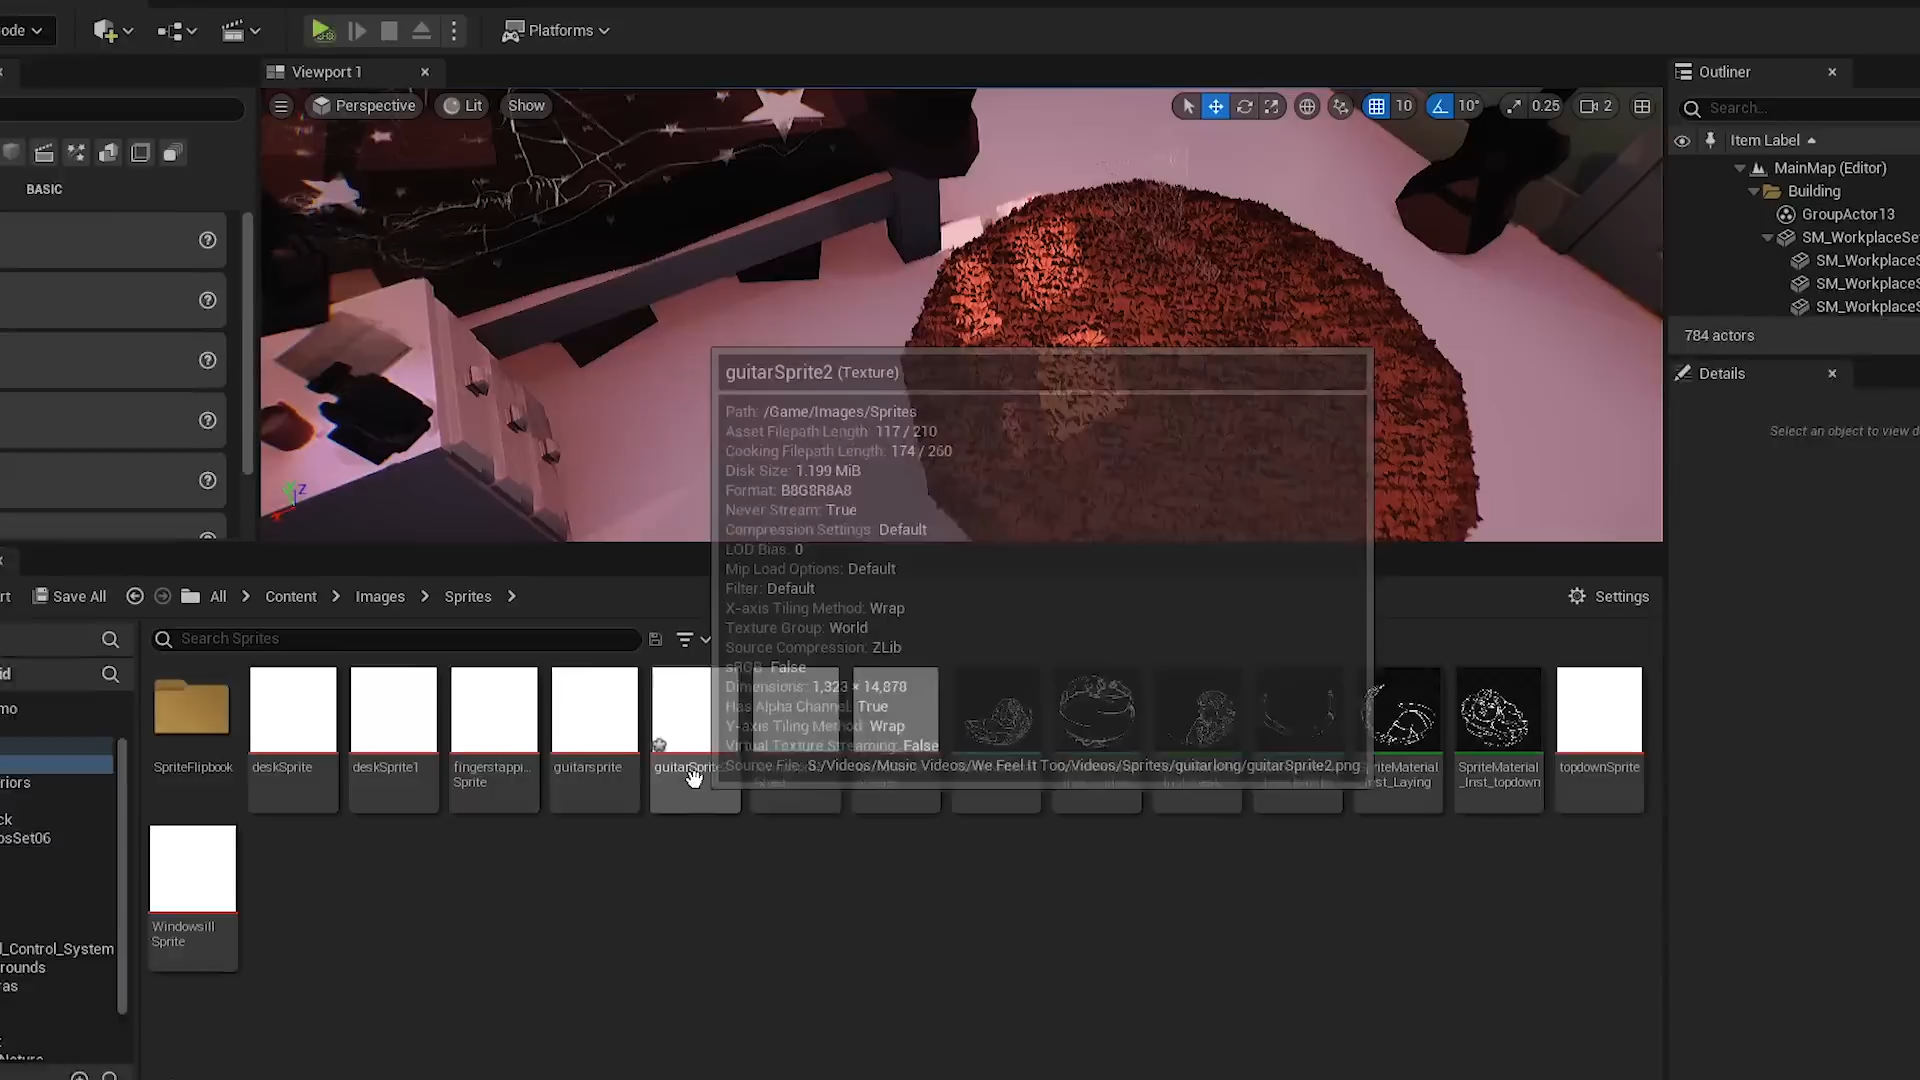 ode
Platforms
Viewport 1
Outliner
Perspective
Lit
Show
10
10°
0.25
2
Search...
Item Label
BASIC
MainMap (Editor)
Building
GroupActor13
SM_WorkplaceSe
SM_WorkplaceS
SM_WorkplaceS
SM_WorkplaceS
784 actors
Details
Select an object to view d
Z
guitarSprite2 (Texture)
Path: /Game/Images/Sprites
Asset Filepath Length: 117 / 210
Cooking Filepath Length: 174 / 260
Disk Size: 1.199 MiB
Format: B8G8R8A8
Never Stream: True
Compression Settings: Default
LOD Bias: 0
Mip Load Options: Default
Filter: Default
X-axis Tiling Method: Wrap
Texture Group: World
Source Compression: ZLib
sRGB: False
Dimensions: 1,323 × 14,878
Has Alpha Channel: True
Y-axis Tiling Method: Wrap
Virtual Texture Streaming: False
Source File: S:/Videos/Music Videos/We Feel It Too/Videos/Sprites/guitarlong/guitarSprite2.png
rt
Save All
All
Content
Images
Sprites
Settings
Search Sprites
id
mo
riors
ck
osSet06
l_Control_System
rounds
ras
Nature
SpriteFlipbook
deskSprite
deskSprite1
fingerstappi...
Sprite
guitarsprite
guitarSprite
riteMaterial
nst_Laying
SpriteMaterial
_Inst_topdown
topdownSprite
Windowsill
Sprite